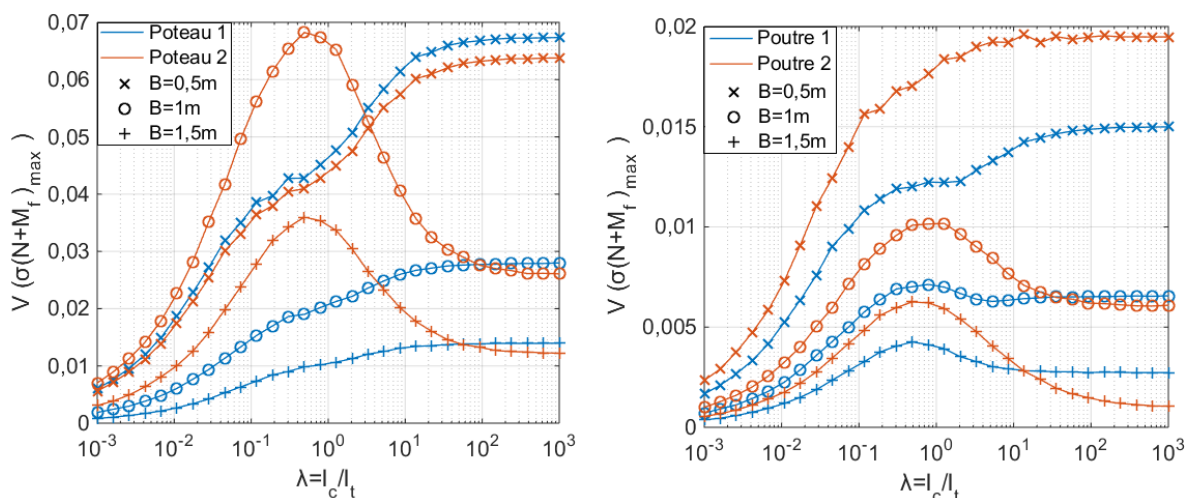 0.07
0.06
0.05
0.04
0.03
0.02
0.01
0
V (σ(N+M_f)_max)
Poteau 1
Poteau 2
B=0,5m
B=1m
B=1,5m
10^-3
10^-2
10^-1
10^0
10^1
10^2
10^3
λ=l_c/l_t
0,02
0,015
0,01
0,005
0
V (σ(N+M_f)_max)
Poutre 1
Poutre 2
B=0,5m
B=1m
B=1,5m
10^-3
10^-2
10^-1
10^0
10^1
10^2
10^3
λ=l_c/l_t